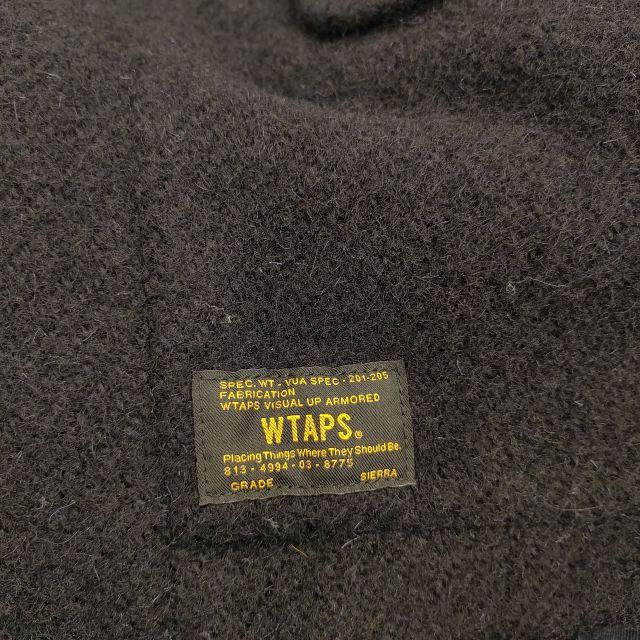 SPEC. WT - VUA SPEC - 201-205
FABRICATION
WTAPS VISUAL UP ARMORED
WTAPS®
Placing Things Where They Should Be.
813 - 4994 - 03 - 8775
GRADE SIERRA